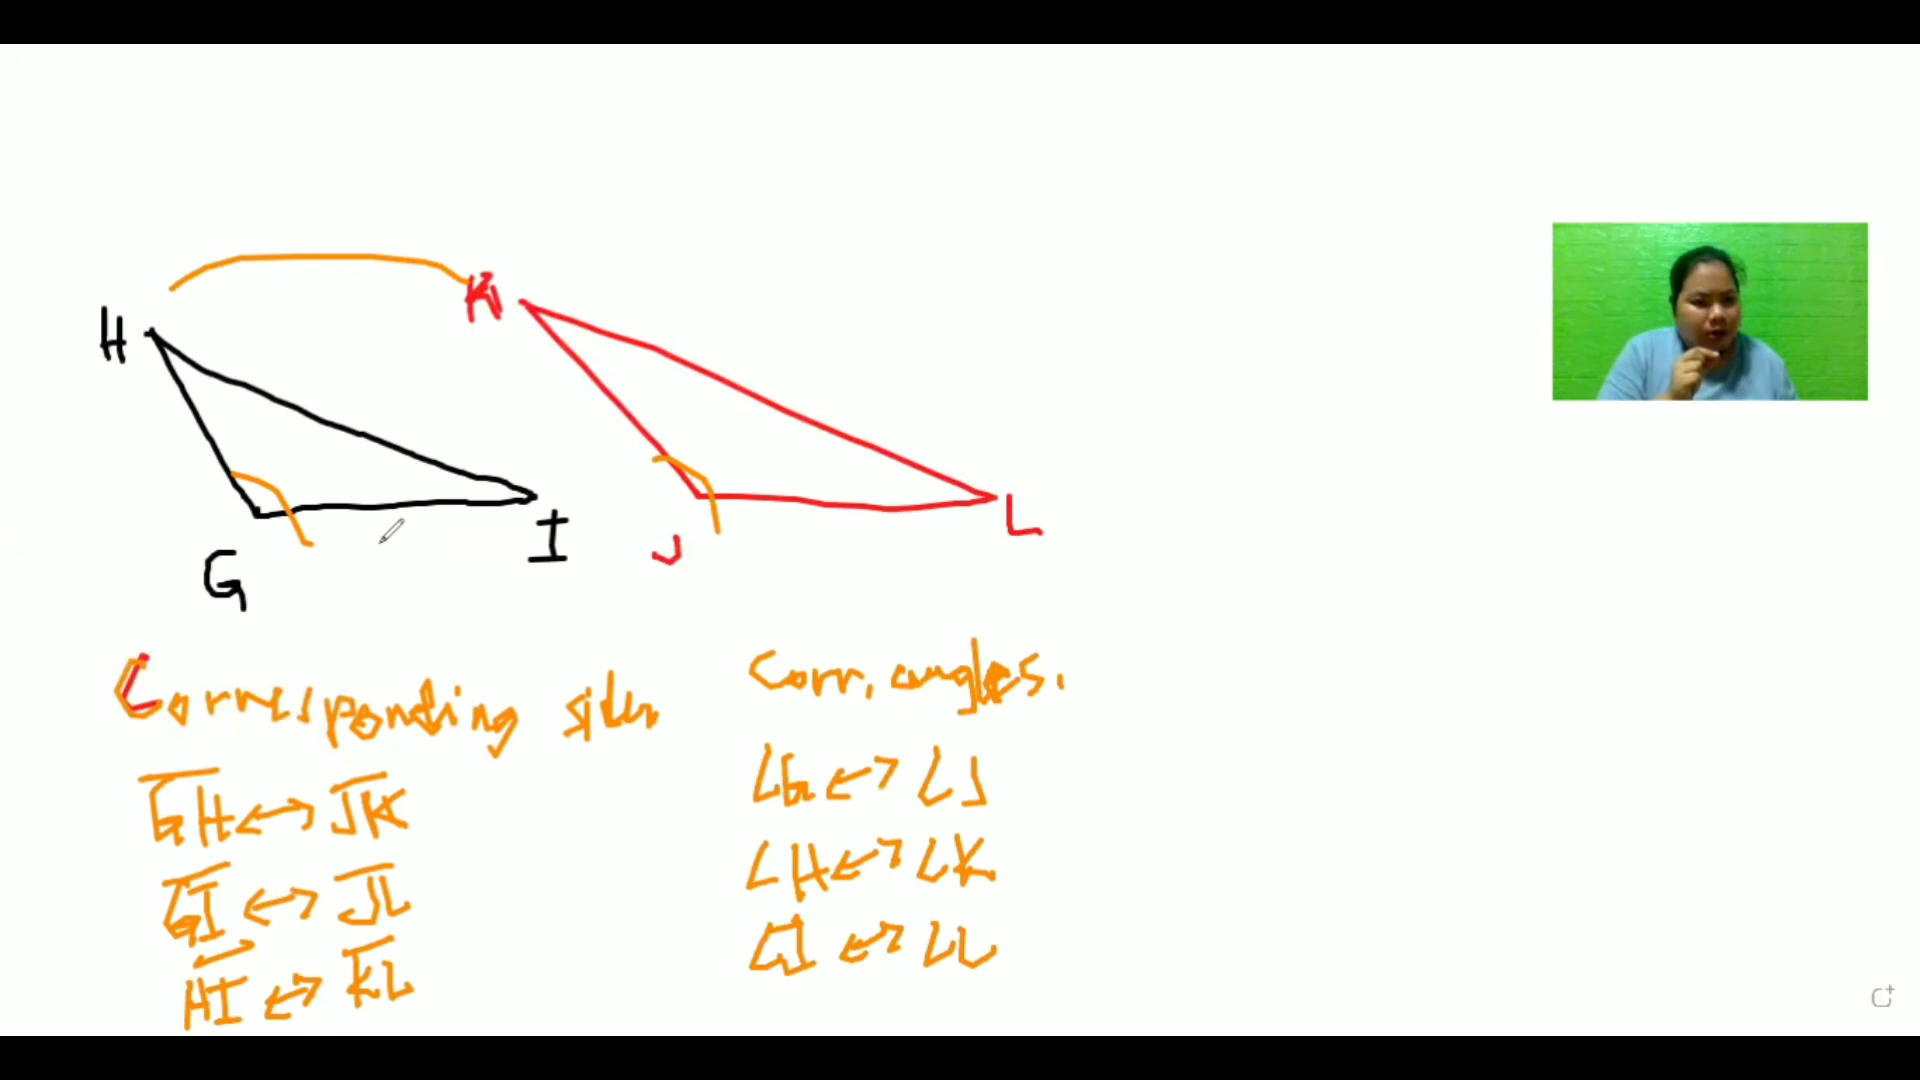 H
K
G
I
J
L
Corresponding sides
GH ↔ JK
GI ↔ JL
HI ↔ KL
Corr. angles.
∠G ↔ ∠J
∠H ↔ ∠K
∠I ↔ ∠L